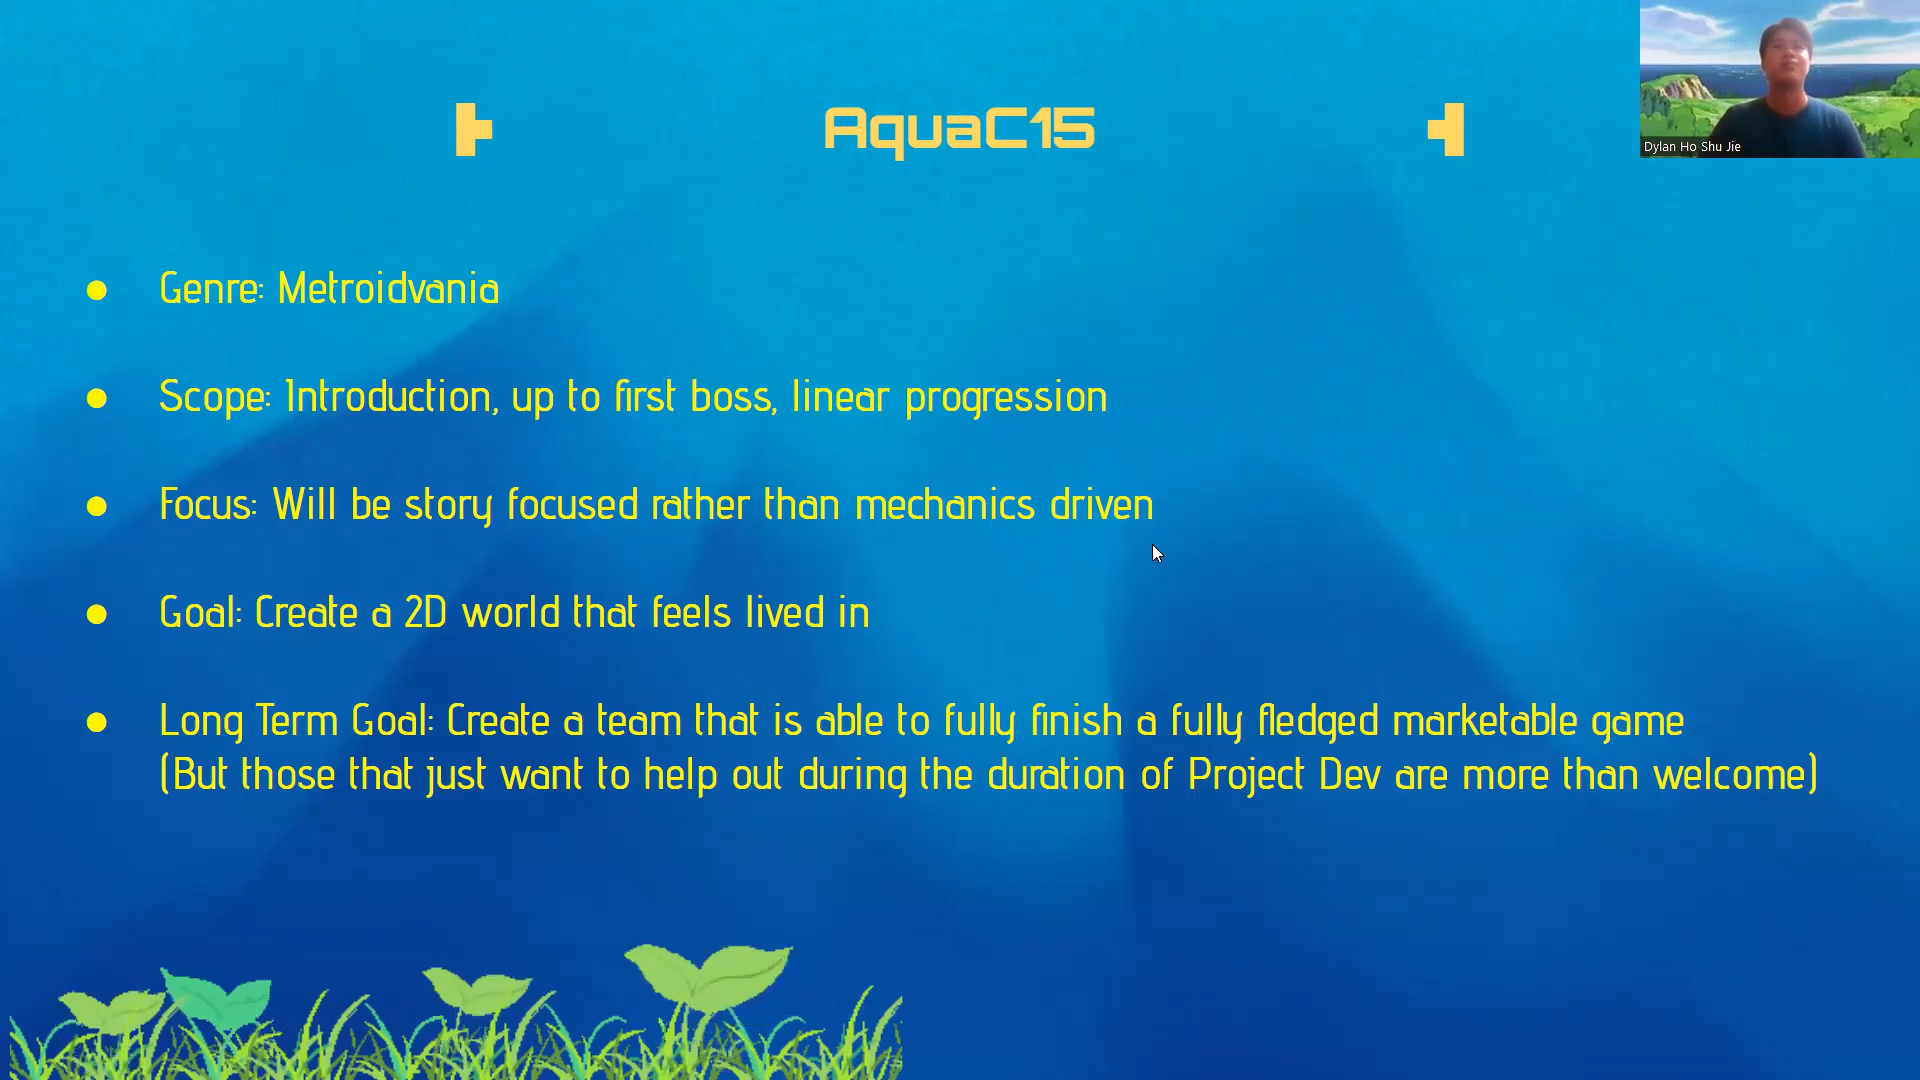 AquaC15
Dylan Ho Shu Jie
● Genre: Metroidvania
● Scope: Introduction, up to first boss, linear progression
● Focus: Will be story focused rather than mechanics driven
● Goal: Create a 2D world that feels lived in
● Long Term Goal: Create a team that is able to fully finish a fully fledged marketable game
(But those that just want to help out during the duration of Project Dev are more than welcome)